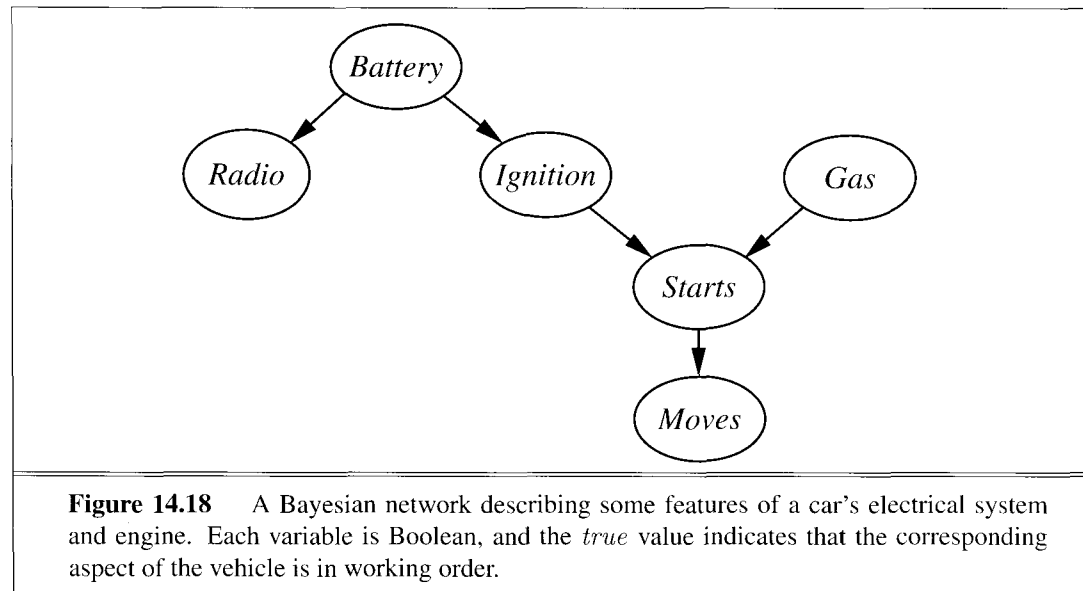 Battery
Radio
Ignition
Gas
Starts
Moves
Figure 14.18 A Bayesian network describing some features of a car's electrical system
and engine. Each variable is Boolean, and the true value indicates that the corresponding
aspect of the vehicle is in working order.